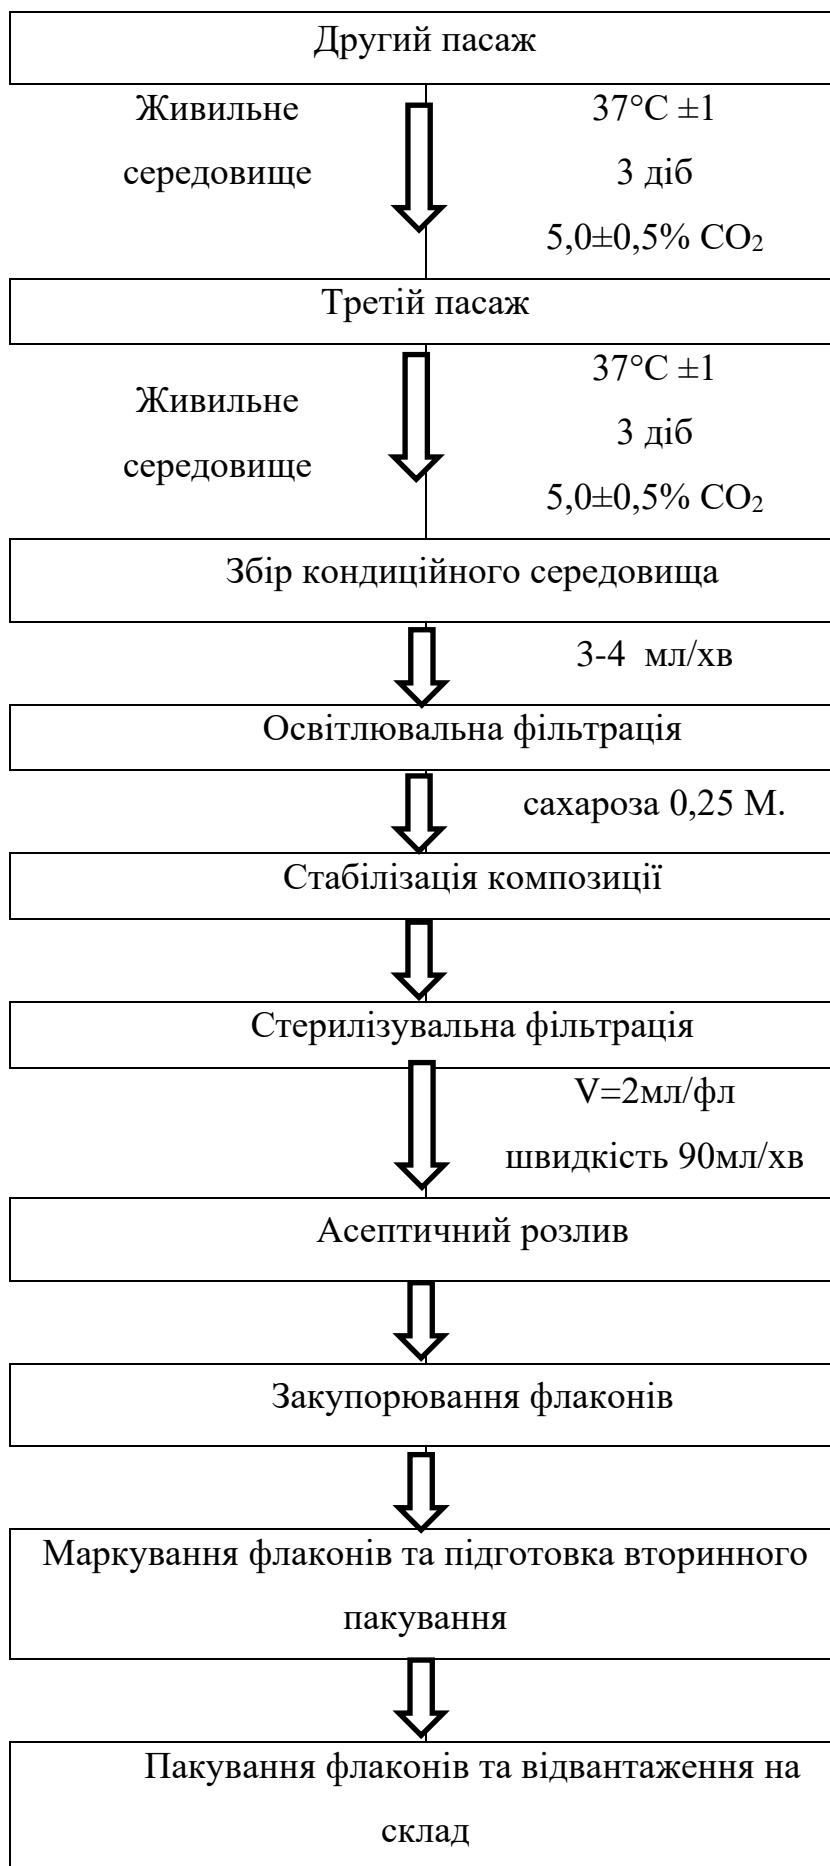 Другий пасаж
Живильне
середовище
37°C ±1
3 діб
5,0±0,5% CO₂
Третій пасаж
Живильне
середовище
37°C ±1
3 діб
5,0±0,5% CO₂
Збір кондиційного середовища
3-4 мл/хв
Освітлювальна фільтрація
сахароза 0,25 М.
Стабілізація композиції
Стерилізувальна фільтрація
V=2мл/фл
швидкість 90мл/хв
Асептичний розлив
Закупорювання флаконів
Маркування флаконів та підготовка вторинного
пакування
Пакування флаконів та відвантаження на
склад